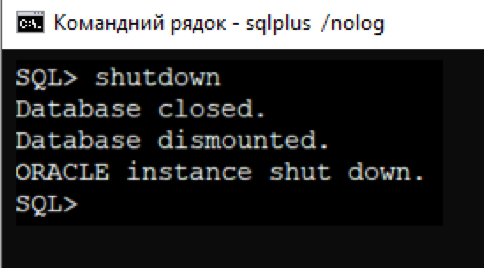 Командний рядок - sqlplus /nolog
SQL> shutdown
Database closed.
Database dismounted.
ORACLE instance shut down.
SQL>